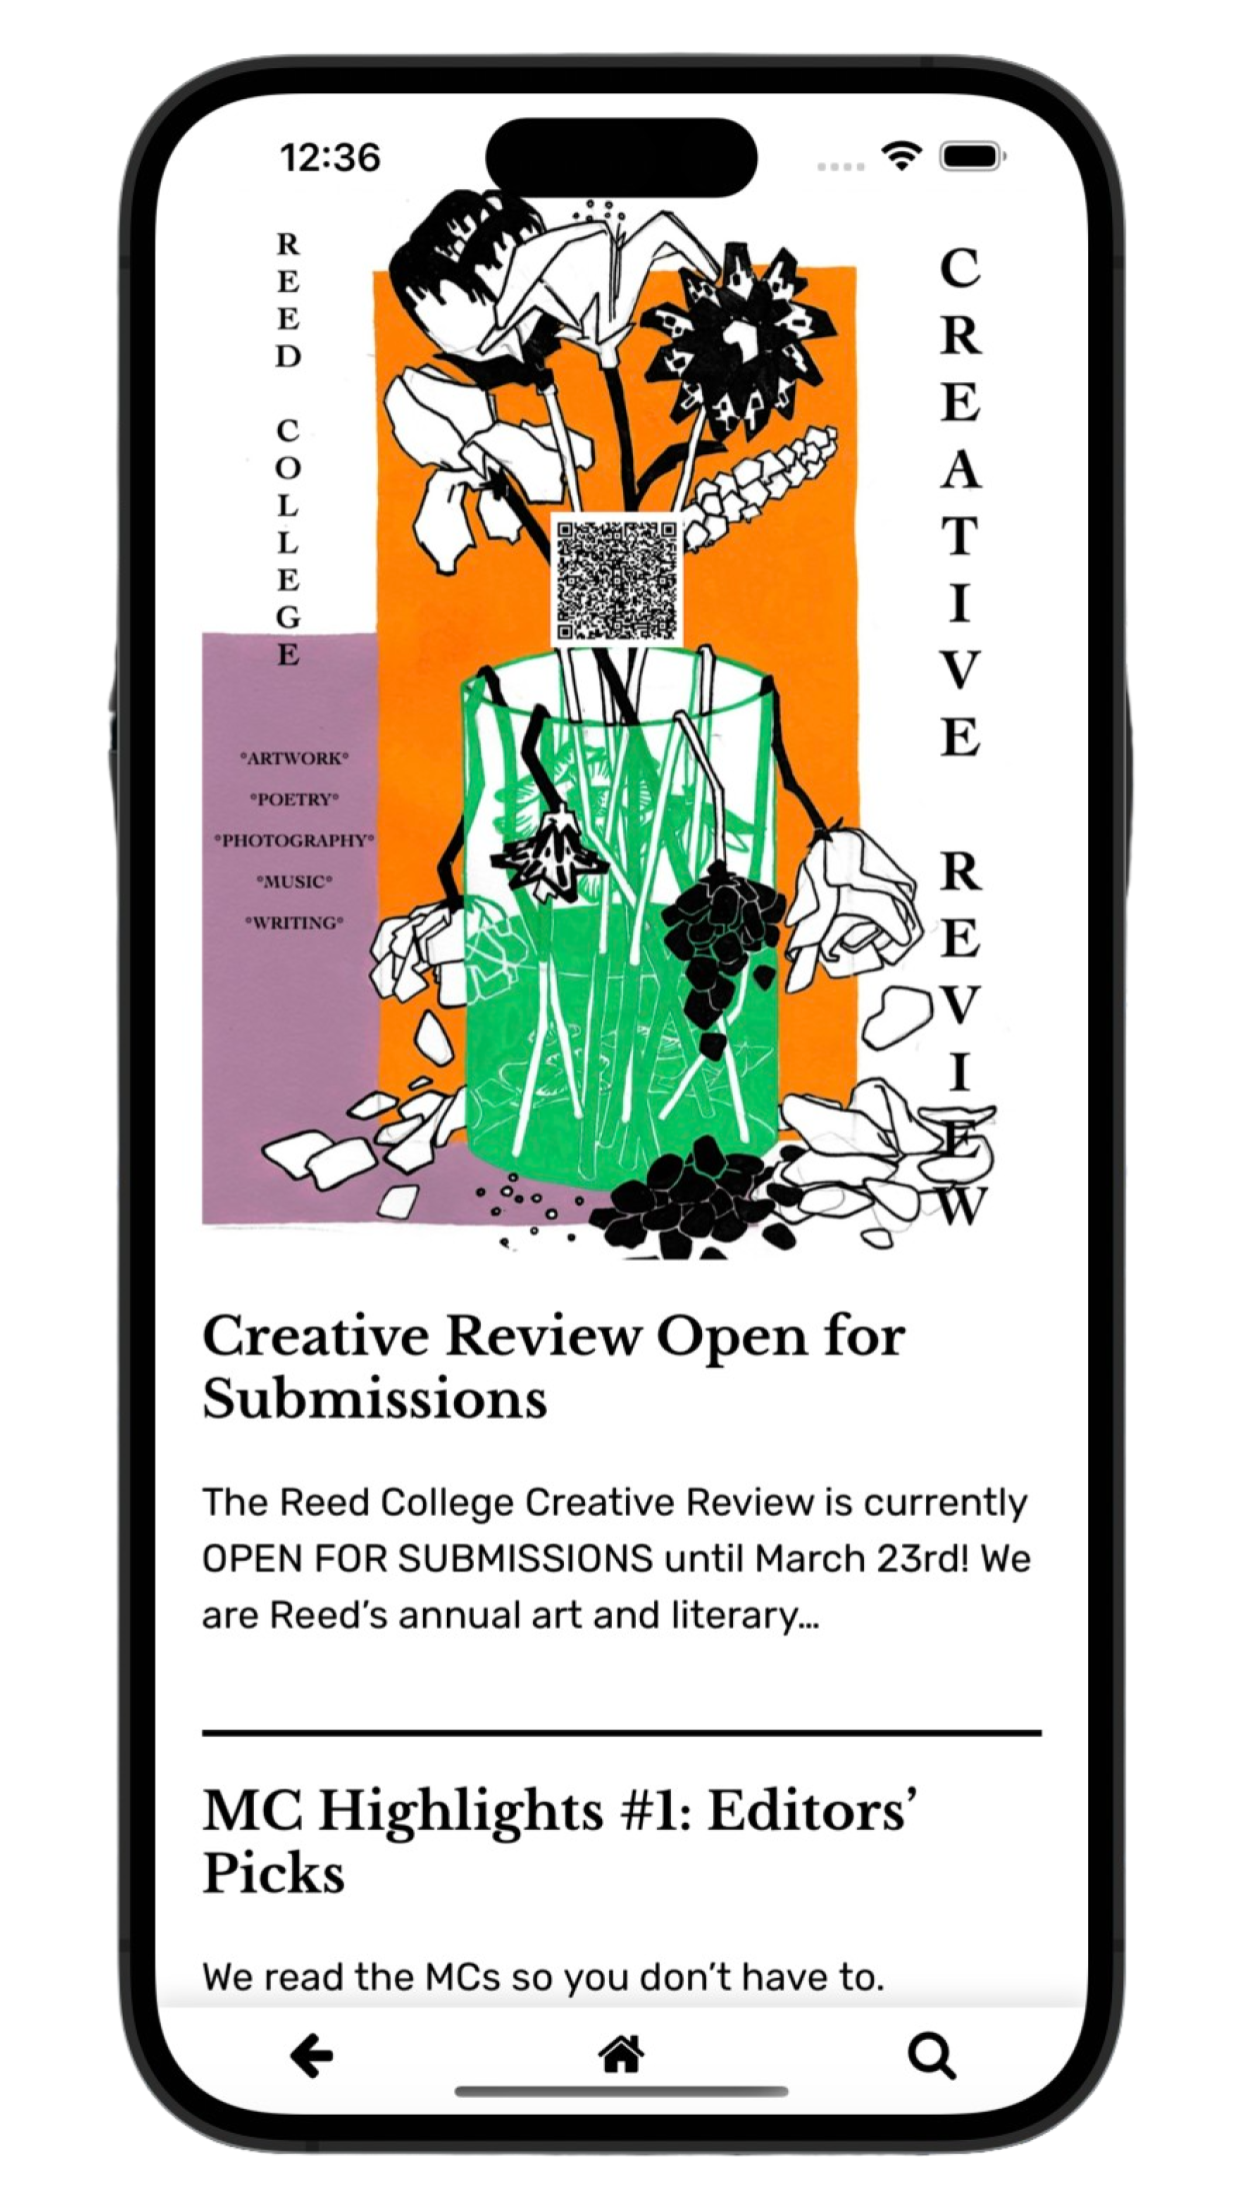 12:36
REED COLLEGE
CREATIVE REVIEW
°ARTWORK°
°POETRY°
°PHOTOGRAPHY°
°MUSIC°
°WRITING°
Creative Review Open for
Submissions
The Reed College Creative Review is currently
OPEN FOR SUBMISSIONS until March 23rd! We
are Reed’s annual art and literary...
MC Highlights #1: Editors’
Picks
We read the MCs so you don’t have to.